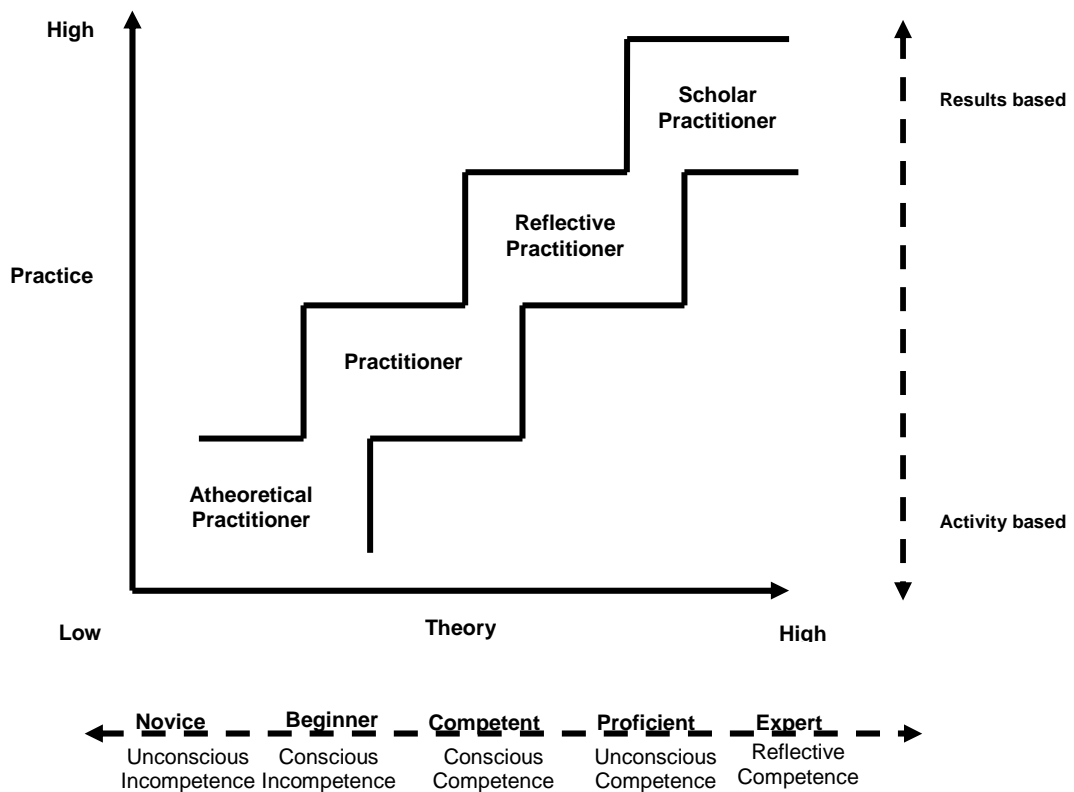 High
Scholar
Practitioner
Results based
Reflective
Practitioner
Practice
Practitioner
Atheoretical
Practitioner
Activity based
Low
Theory
High
Novice
Beginner
Competent
Proficient
Expert
Unconscious
Incompetence
Conscious
Incompetence
Conscious
Competence
Unconscious
Competence
Reflective
Competence